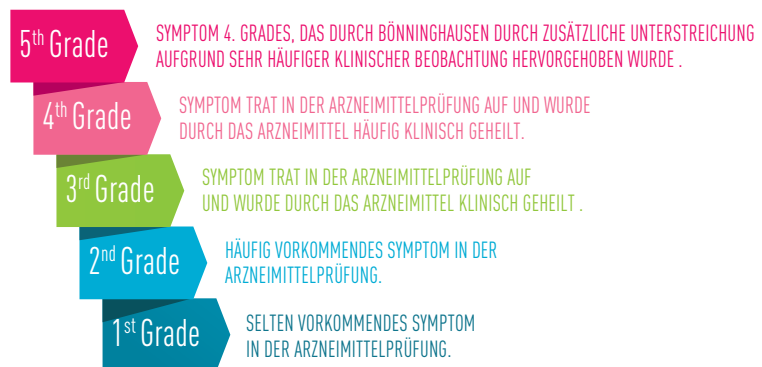 5th Grade
SYMPTOM 4. GRADES, DAS DURCH BÖNNINGHAUSEN DURCH ZUSÄTZLICHE UNTERSTREICHUNG
AUFGRUND SEHR HÄUFIGER KLINISCHER BEOBACHTUNG HERVORGEHOBEN WURDE .
4th Grade
SYMPTOM TRAT IN DER ARZNEIMITTELPRÜFUNG AUF UND WURDE
DURCH DAS ARZNEIMITTEL HÄUFIG KLINISCH GEHEILT.
3rd Grade
SYMPTOM TRAT IN DER ARZNEIMITTELPRÜFUNG AUF
UND WURDE DURCH DAS ARZNEIMITTEL KLINISCH GEHEILT .
2nd Grade
HÄUFIG VORKOMMENDES SYMPTOM IN DER
ARZNEIMITTELPRÜFUNG.
1st Grade
SELTEN VORKOMMENDES SYMPTOM
IN DER ARZNEIMITTELPRÜFUNG.